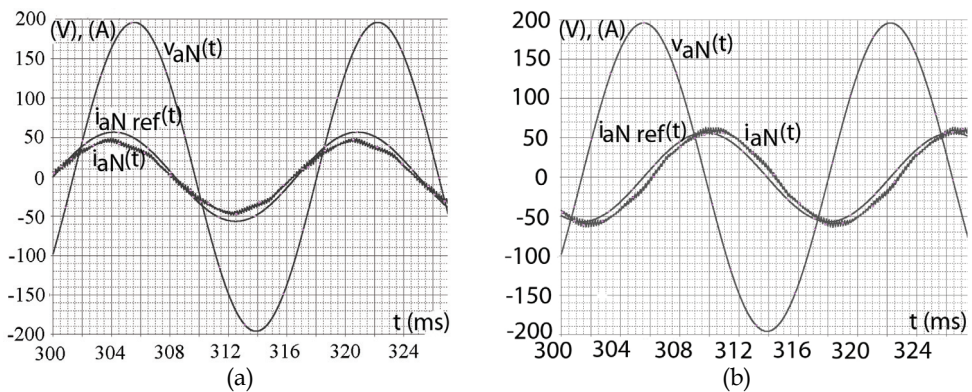 (V), (A)
200
150
100
50
0
-50
-100
-150
-200
vaN(t)
iaN ref(t)
iaN(t)
t (ms)
300 304 308 312 316 320 324
(a)
(V), (A)
200
150
100
50
0
-50
-100
-150
-200
vaN(t)
iaN ref(t)
iaN(t)
t (ms)
300 304 308 312 316 320 324
(b)